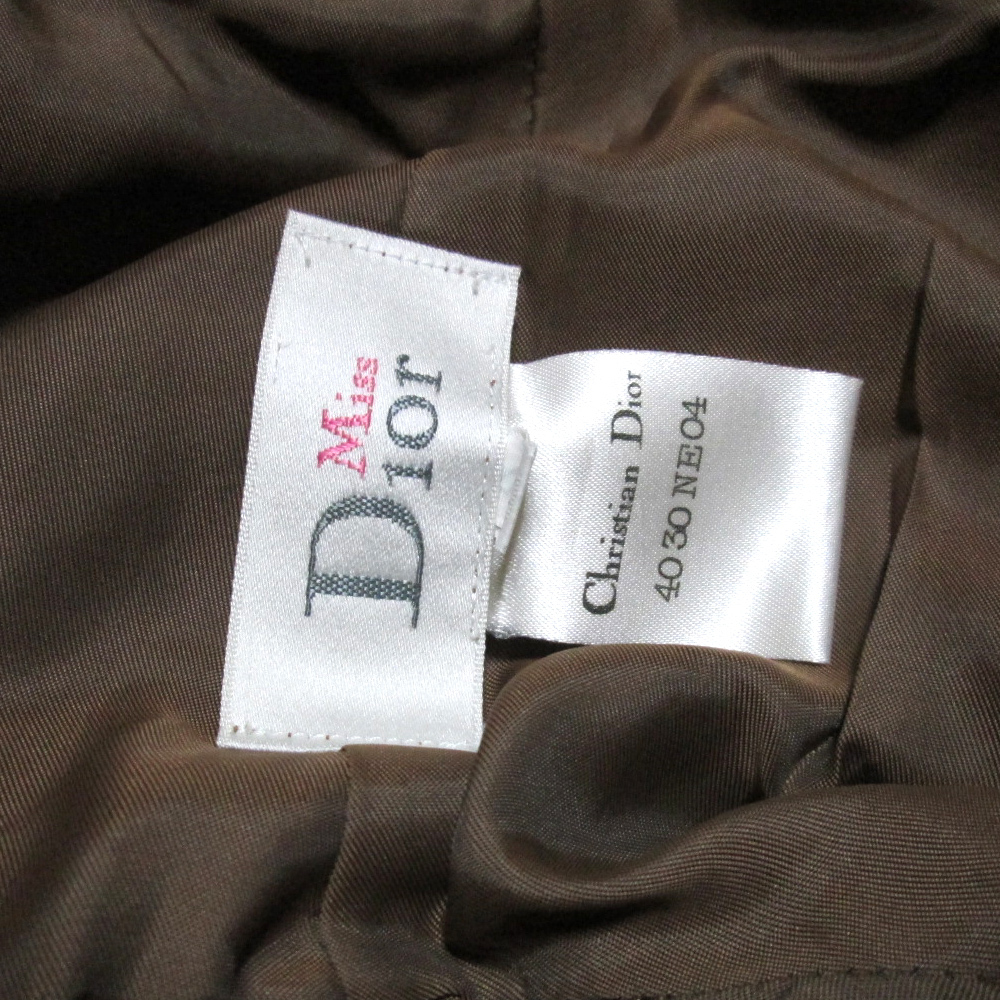 Miss
Dior
Christian Dior
40 30 NE 04